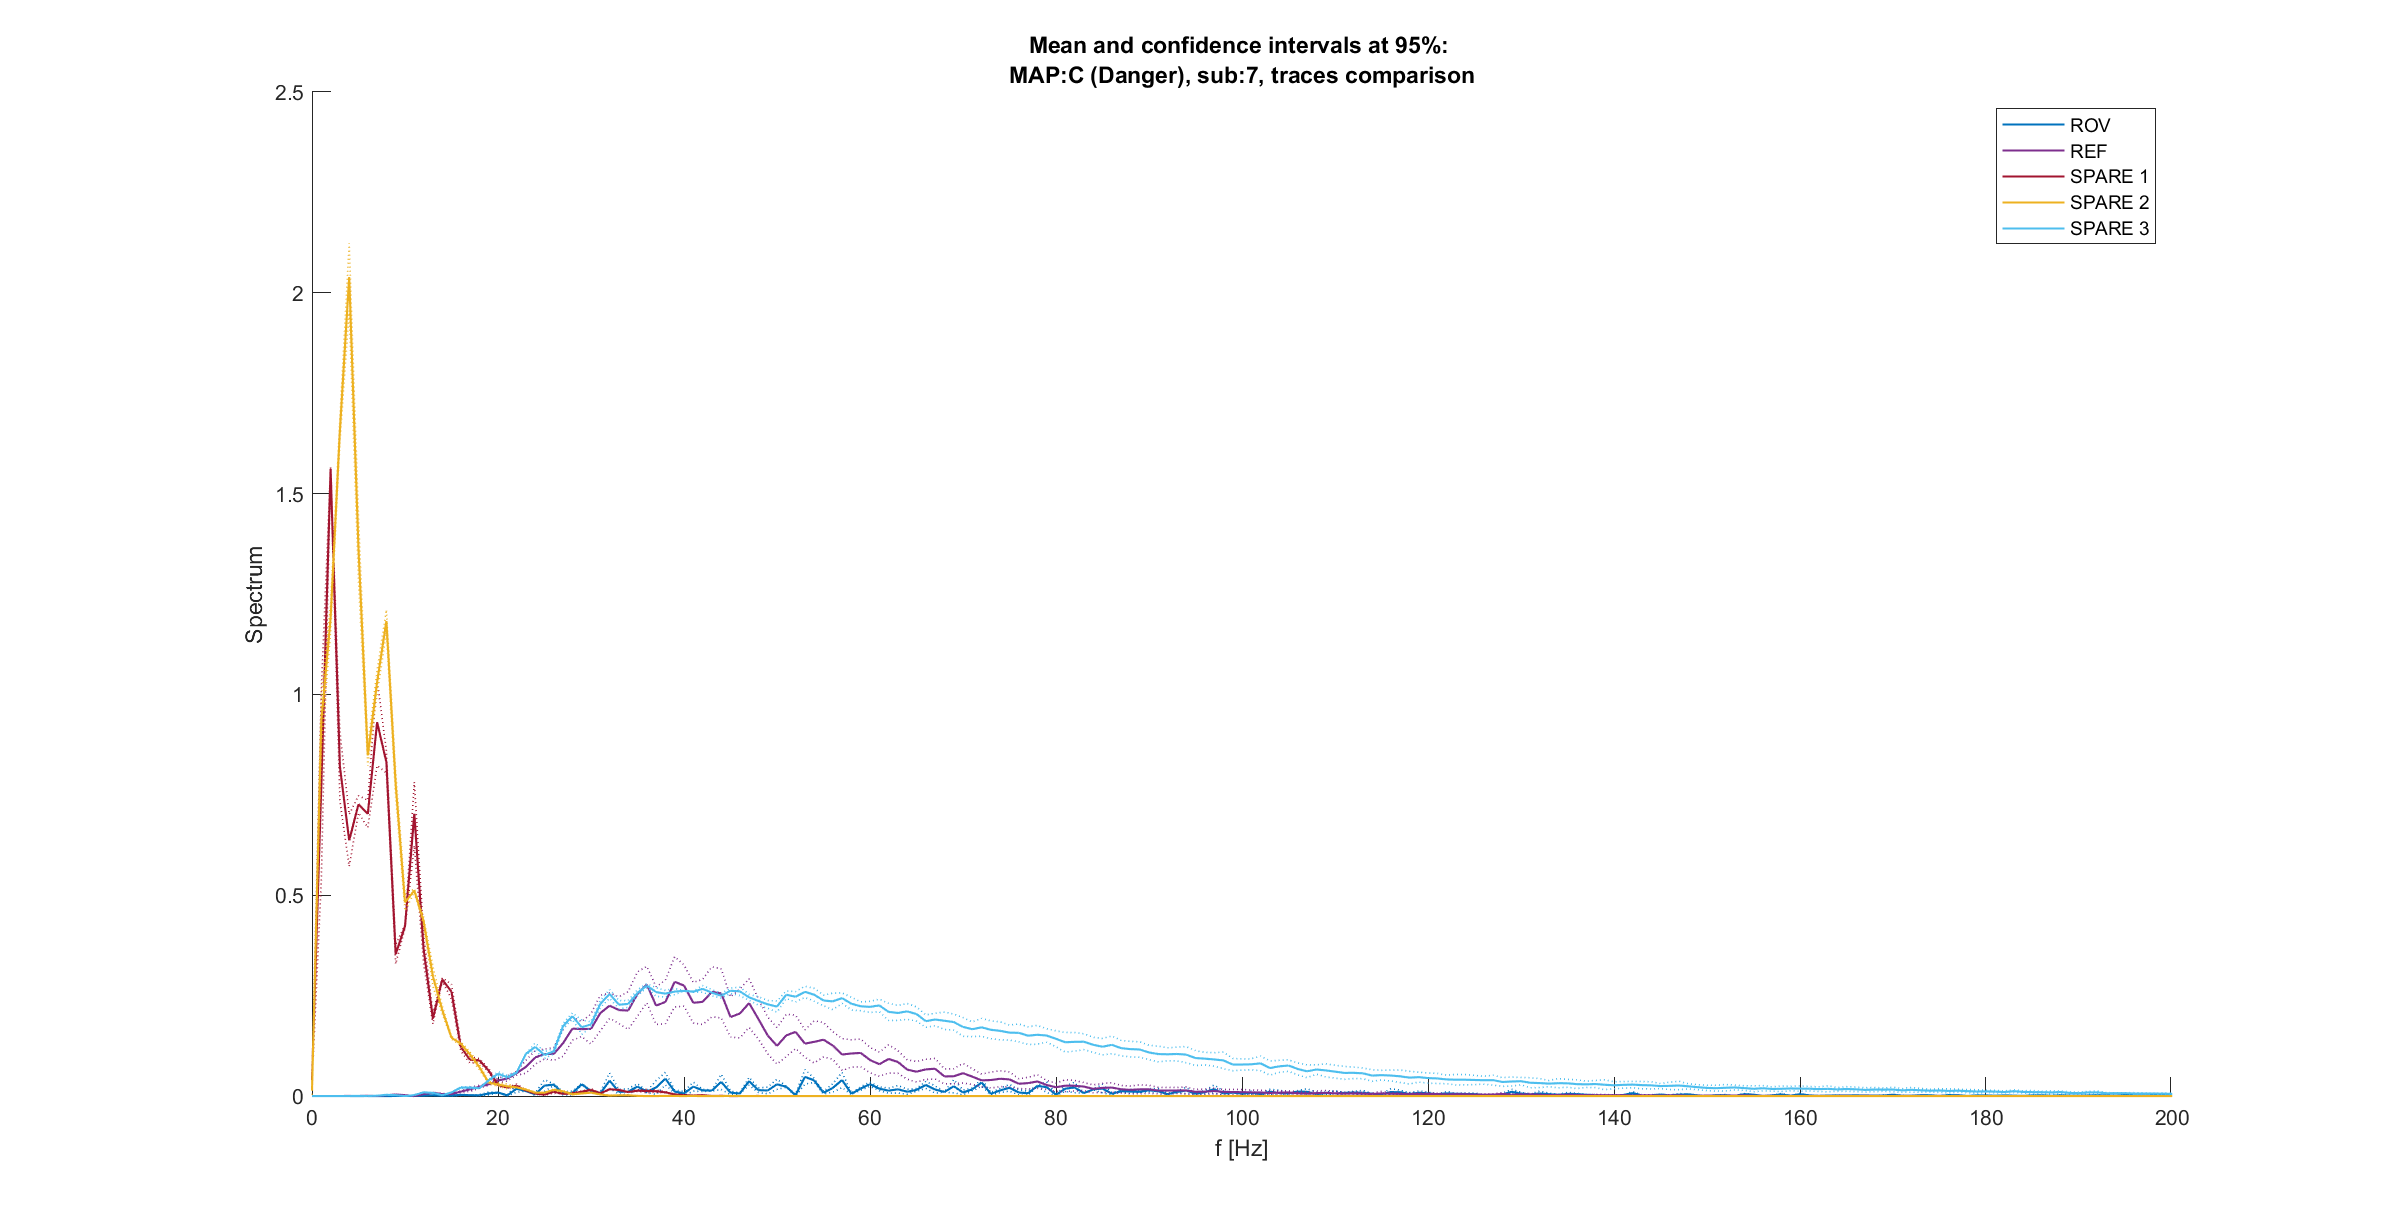 Mean and confidence intervals at 95%:
MAP:C (Danger), sub:7, traces comparison
2.5
2
1.5
1
0.5
0
Spectrum
ROV
REF
SPARE 1
SPARE 2
SPARE 3
0 20 40 60 80 100 120 140 160 180 200
f [Hz]